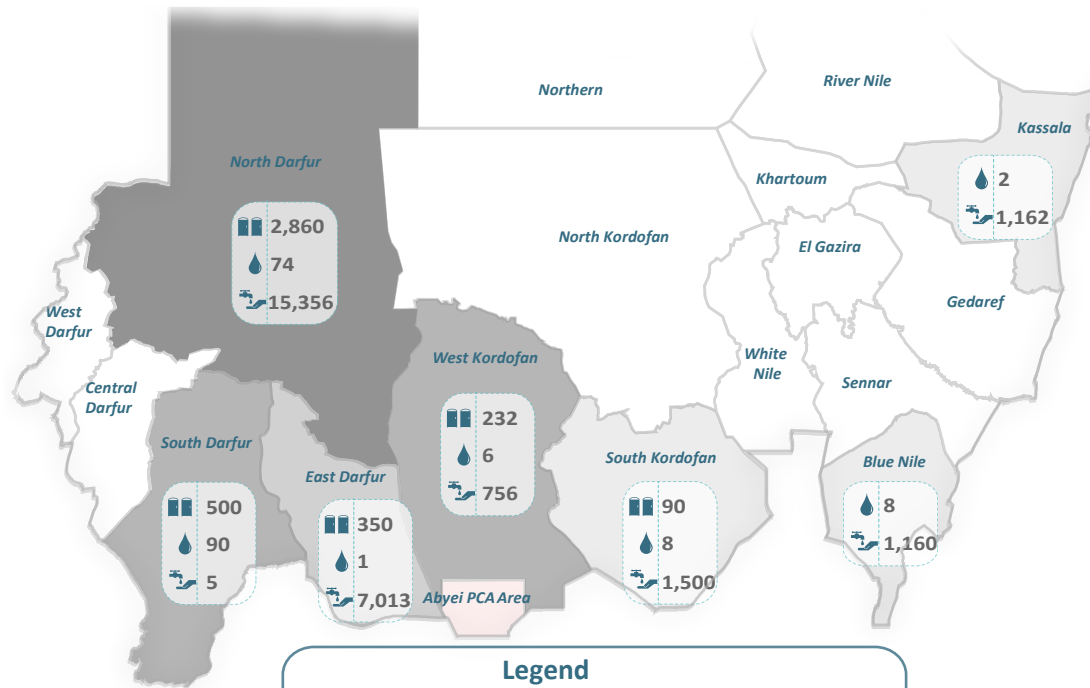 Northern
River Nile
Kassala
2
1,162
North Darfur
2,860
74
15,356
Khartoum
North Kordofan
El Gazira
Gedaref
West
Darfur
Central
Darfur
West Kordofan
232
6
756
White
Nile
Sennar
South Darfur
500
90
5
East Darfur
350
1
7,013
South Kordofan
90
8
1,500
Blue Nile
8
1,160
Abyei PCA Area
Legend